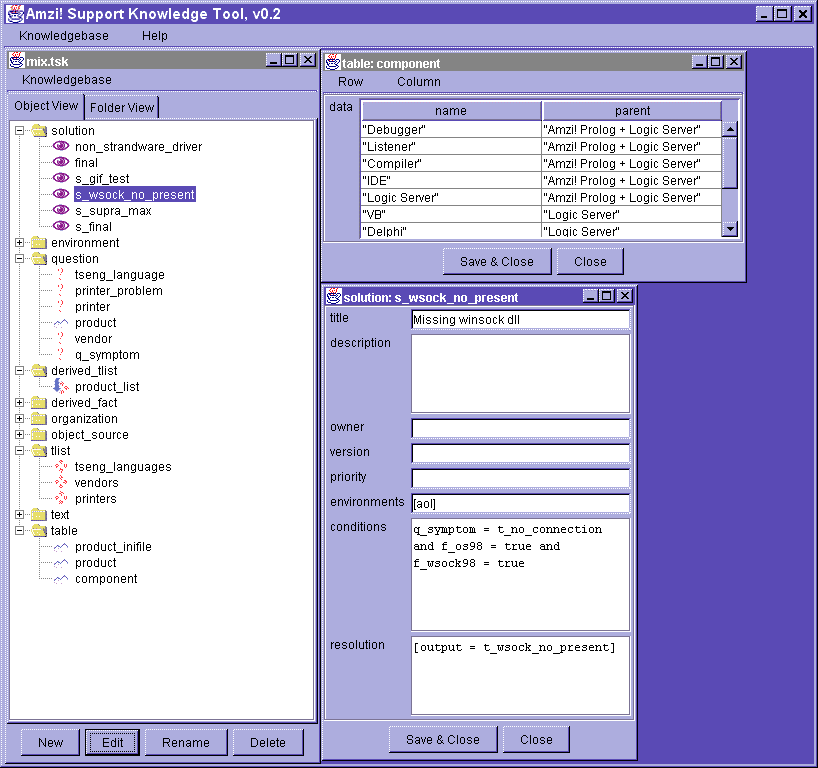 Amzi! Support Knowledge Tool, v0.2
Knowledgebase Help
mix.tsk
Knowledgebase
Object View Folder View
solution
non_strandware_driver
final
s_gif_test
s_wsock_no_present
s_supra_max
s_final
environment
question
tseng_language
printer_problem
printer
product
vendor
q_symptom
derived_tlist
product_list
derived_fact
organization
object_source
tlist
tseng_languages
vendors
printers
text
table
product_inifile
product
component
New Edit Rename Delete
table: component
Row Column
data name parent
"Debugger" "Amzi! Prolog + Logic Server"
"Listener" "Amzi! Prolog + Logic Server"
"Compiler" "Amzi! Prolog + Logic Server"
"IDE" "Amzi! Prolog + Logic Server"
"Logic Server" "Amzi! Prolog + Logic Server"
"VB" "Logic Server"
"Delphi" "Logic Server"
Save & Close Close
solution: s_wsock_no_present
title Missing winsock dll
description
owner
version
priority
environments [aol]
conditions q_symptom = t_no_connection
and f_os98 = true and
f_wsock98 = true
resolution [output = t_wsock_no_present]
Save & Close Close